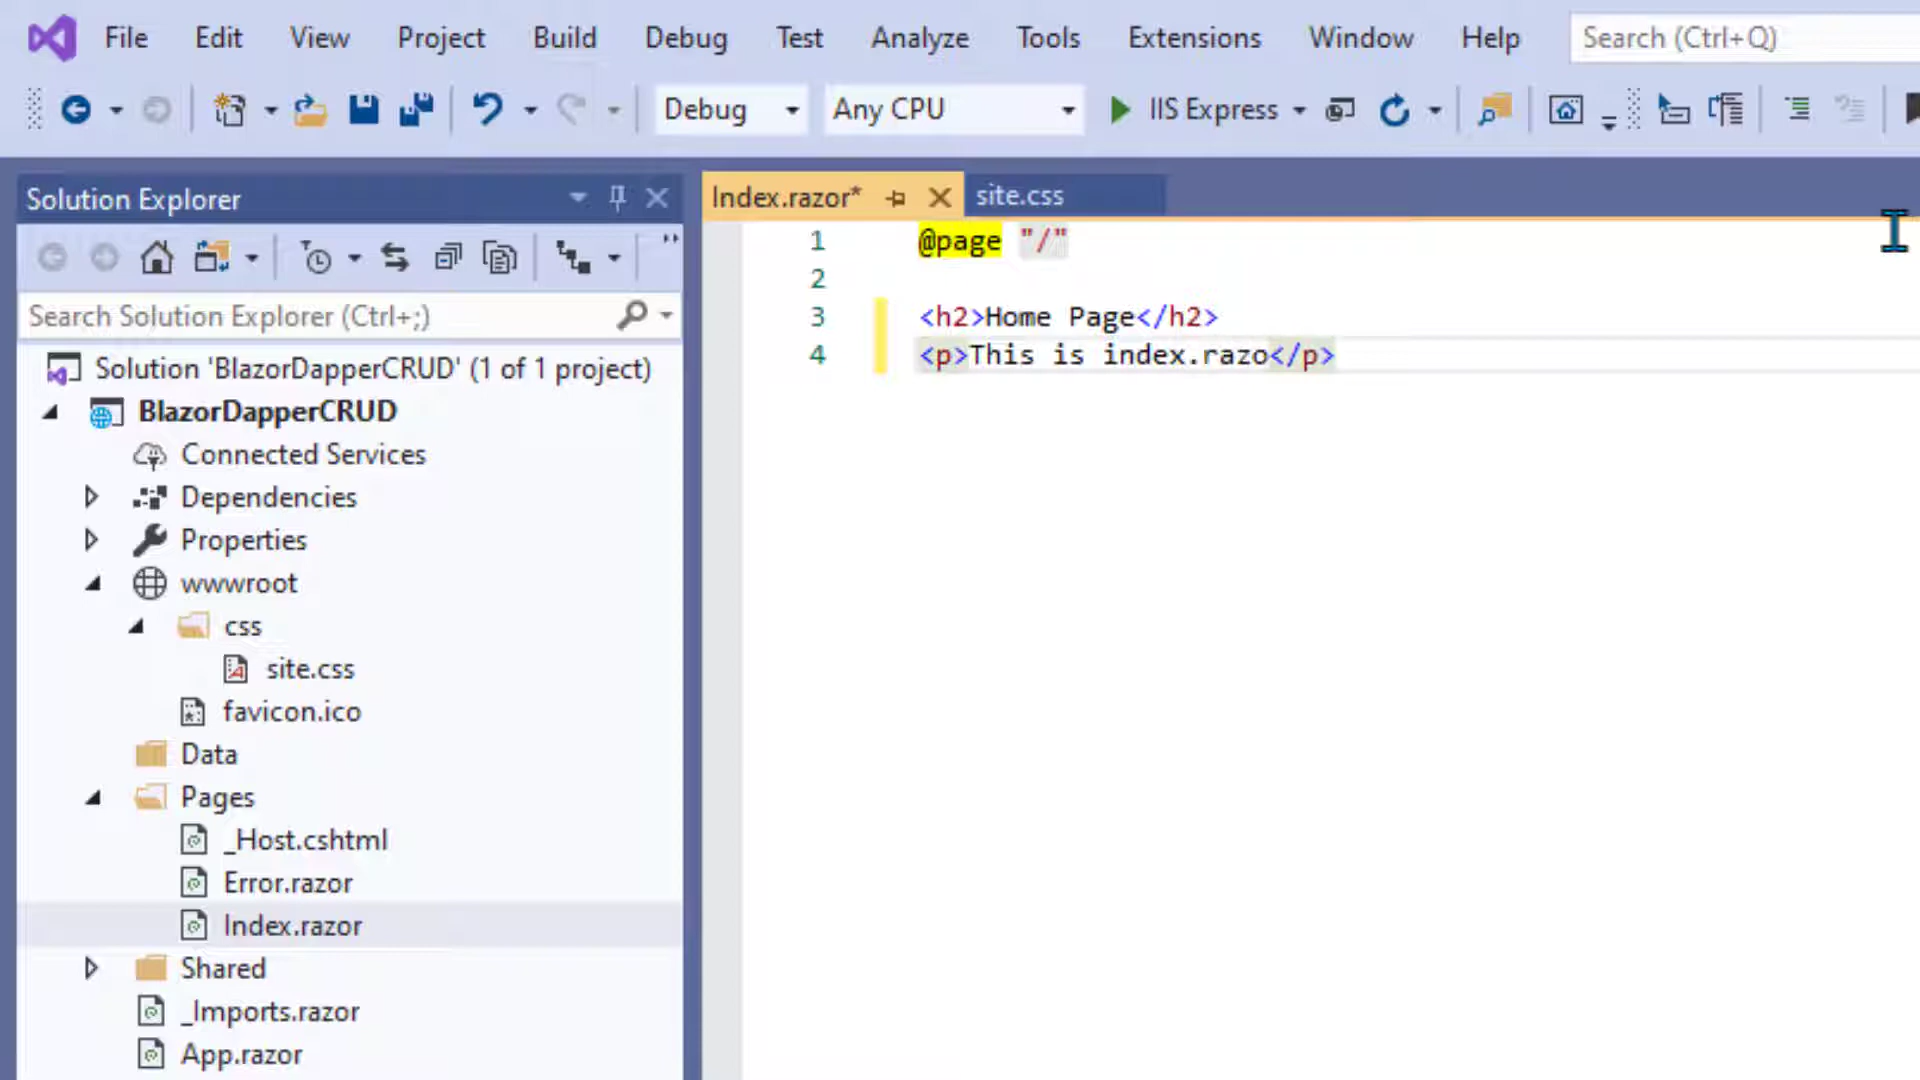 File Edit View Project Build Debug Test Analyze Tools Extensions Window Help Search (Ctrl+Q)
Debug Any CPU IIS Express
Solution Explorer
Index.razor* site.css
Search Solution Explorer (Ctrl+;)
Solution 'BlazorDapperCRUD' (1 of 1 project)
BlazorDapperCRUD
Connected Services
Dependencies
Properties
wwwroot
css
site.css
favicon.ico
Data
Pages
_Host.cshtml
Error.razor
Index.razor
Shared
_Imports.razor
App.razor
1 @page "/"
2
3 <h2>Home Page</h2>
4 <p>This is index.razo</p>